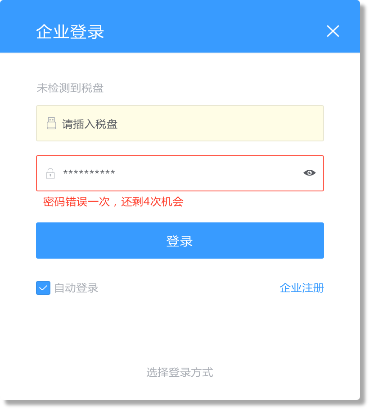 企业登录
未检测到税盘
请插入税盘
**********
密码错误一次，还剩4次机会
登录
自动登录
企业注册
选择登录方式